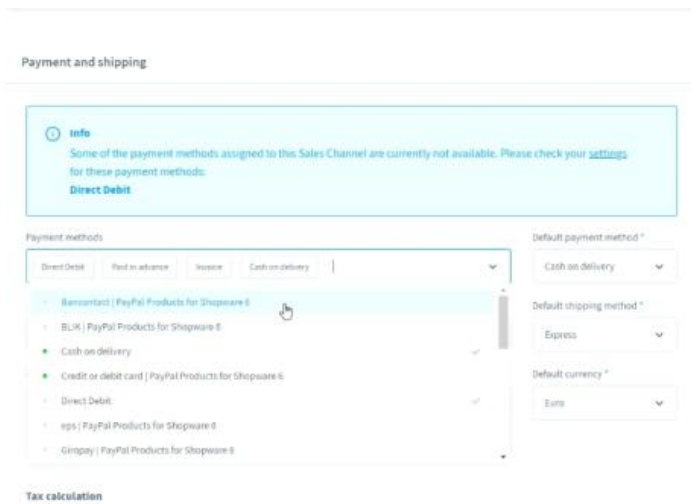 Payment and shipping
Info
Some of the payment methods assigned to this Sales Channel are currently not available. Please check your settings
for these payment methods:
Direct Debit
Payment methods
Default payment method *
Direct Debit
Paid in advance
Invoice
Cash on delivery
Cash on delivery
Bancontact | PayPal Products for Shopware 6
Default shipping method *
BLIK | PayPal Products for Shopware 6
Express
Cash on delivery
Credit or debit card | PayPal Products for Shopware 6
Default currency *
Direct Debit
Euro
eps | PayPal Products for Shopware 6
Giropay | PayPal Products for Shopware 6
Tax calculation